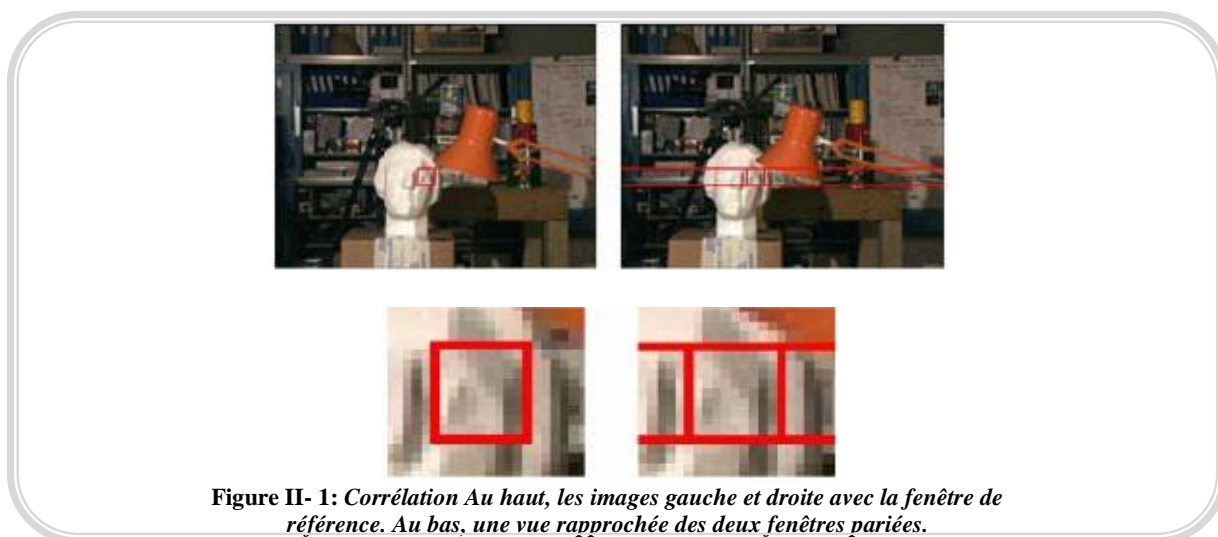 Figure II- 1: Corrélation Au haut, les images gauche et droite avec la fenêtre de
référence. Au bas, une vue rapprochée des deux fenêtres pariées.